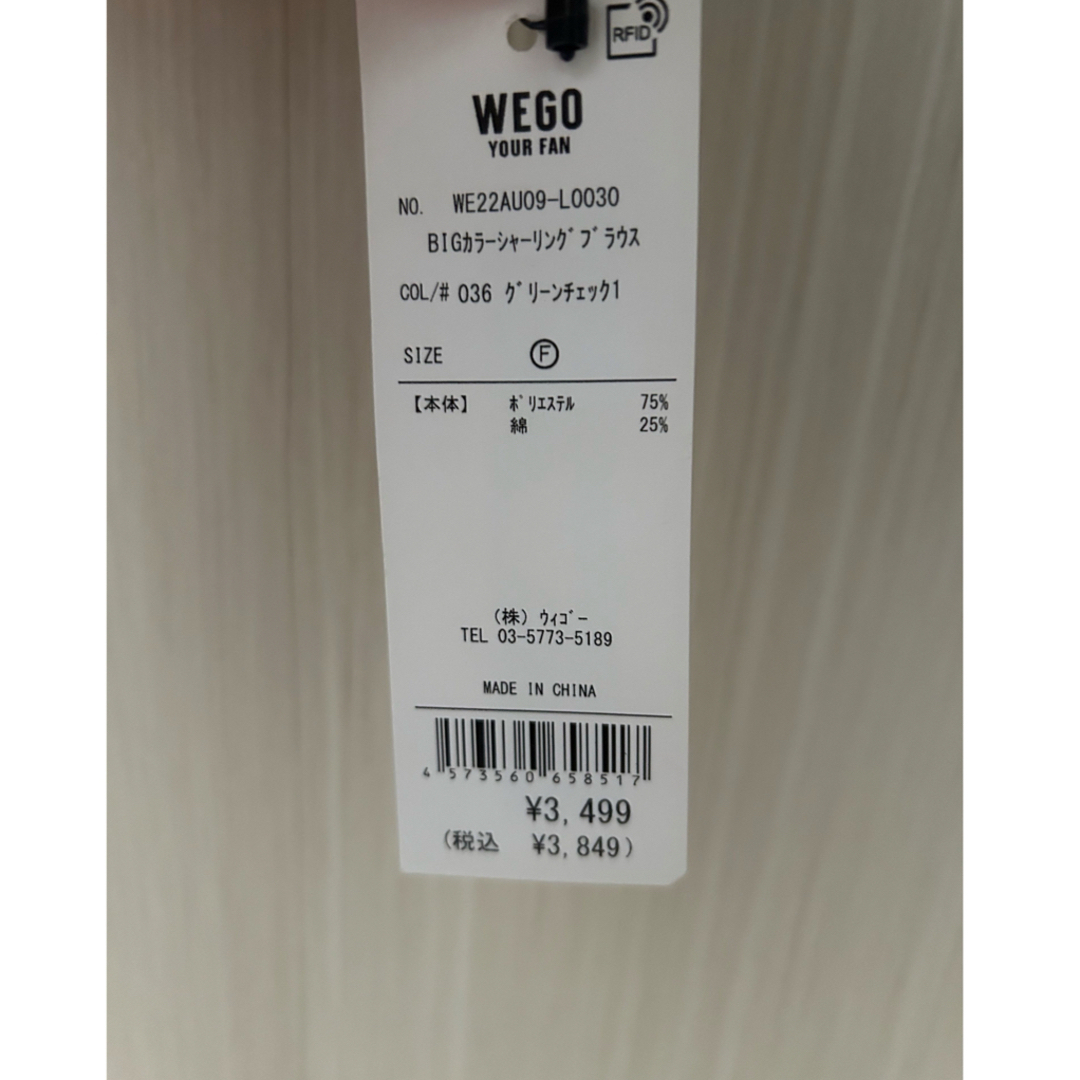 RFID
WEGO
YOUR FAN
NO. WE22AU09-L0030
BIGカラーシャーリングブラウス
COL/# 036 グリーンチェック1
SIZE Ⓕ
【本体】 ポリエステル 75%
綿 25%
(株) ウィゴー
TEL 03-5773-5189
MADE IN CHINA
4 573560 658517
¥3,499
(税込 ¥3,849)